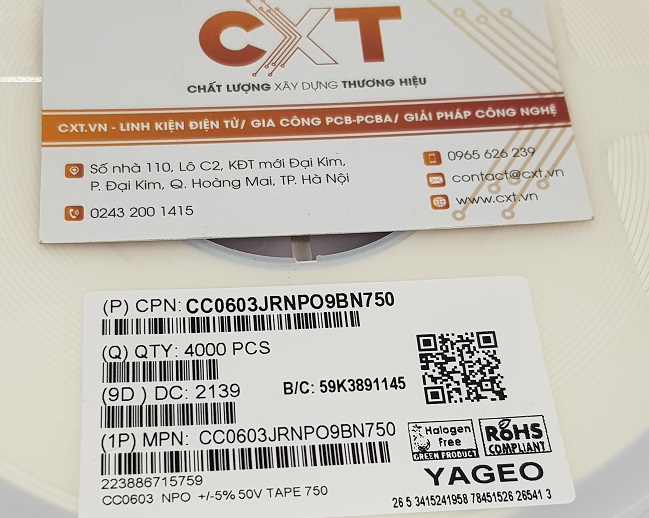 CXT
CHẤT LƯỢNG XÂY DỰNG THƯƠNG HIỆU
CXT.VN - LINH KIỆN ĐIỆN TỬ/ GIA CÔNG PCB-PCBA/ GIẢI PHÁP CÔNG NGHỆ
Số nhà 110, Lô C2, KĐT mới Đại Kim,
P. Đại Kim, Q. Hoàng Mai, TP. Hà Nội
0243 200 1415
0965 626 239
contact@cxt.vn
www.cxt.vn
(P) CPN: CC0603JRNPO9BN750
(Q) QTY: 4000 PCS
(9D ) DC: 2139
B/C: 59K3891145
(1P) MPN: CC0603JRNPO9BN750
223886715759
CC0603 NPO +/-5% 50V TAPE 750
Halogen
free
GREEN PRODUCT
RoHS
COMPLIANT
YAGEO
26 5 3415241958 78451526 26541 3